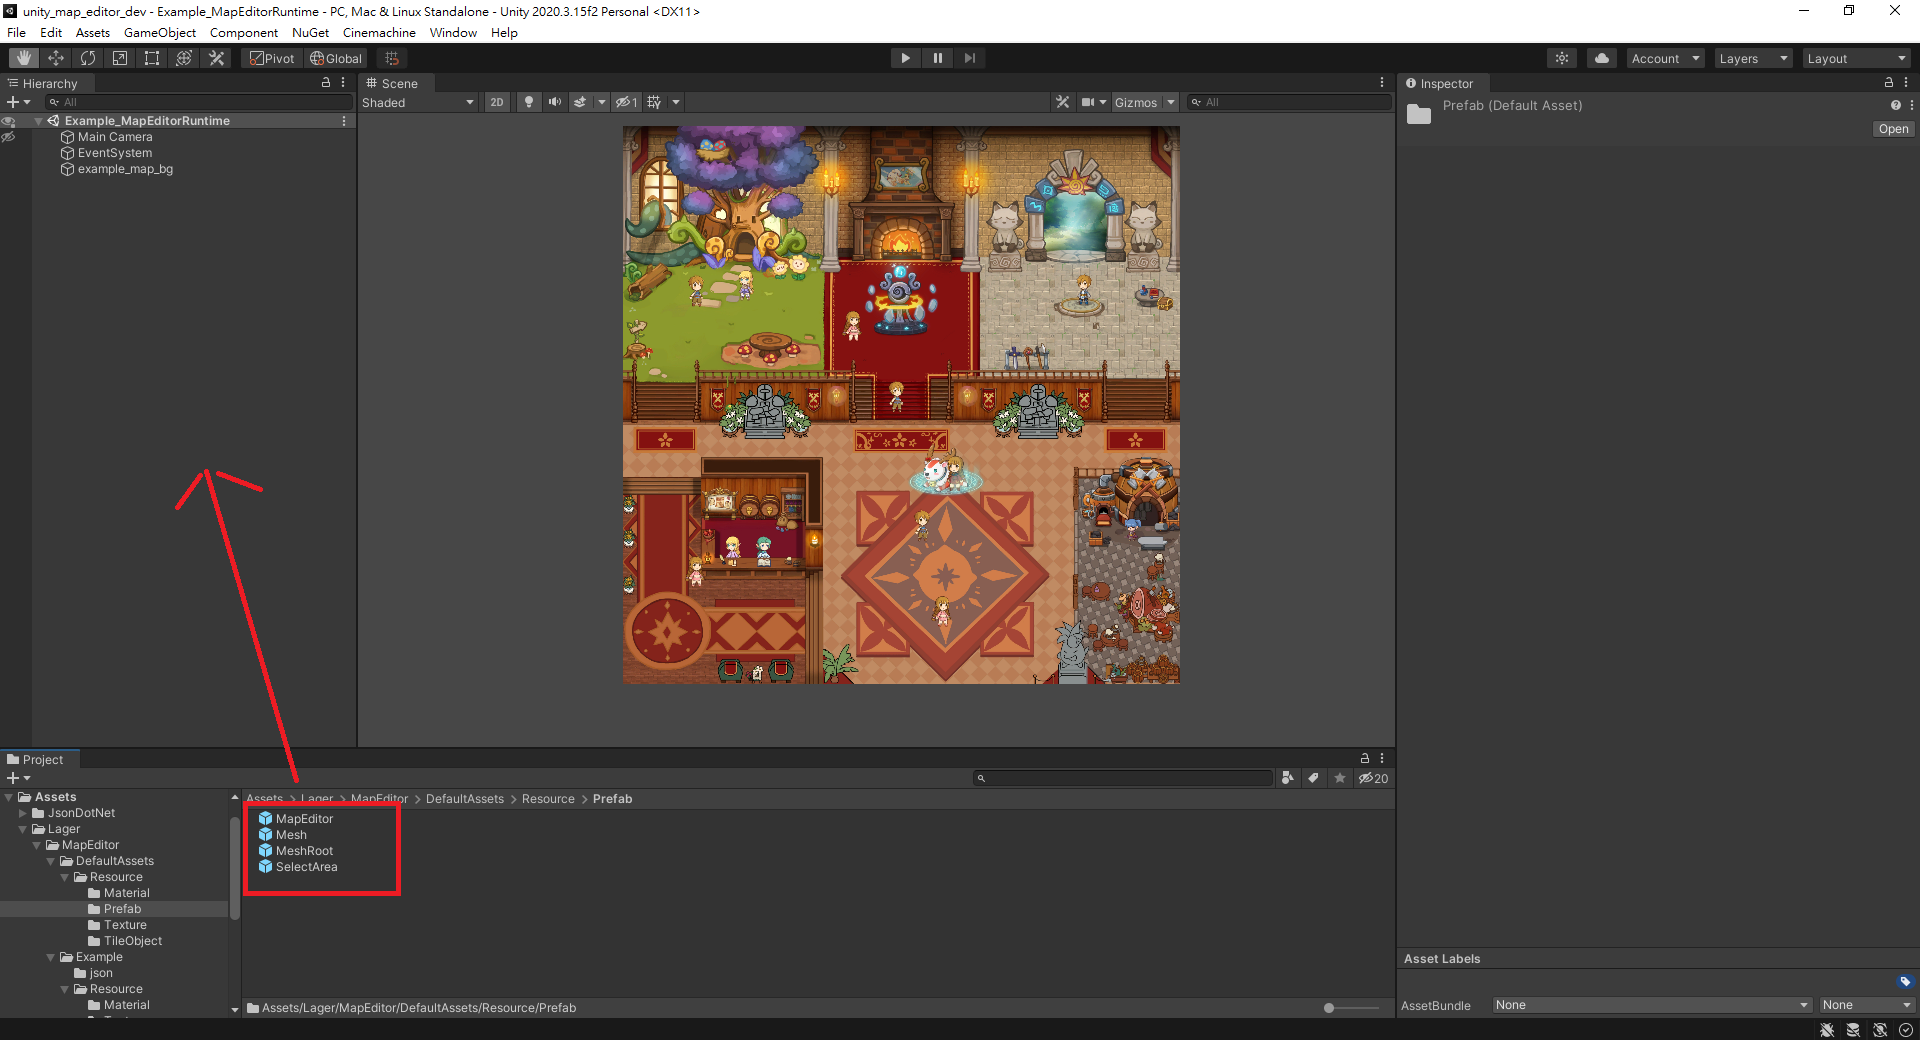 unity_map_editor_dev - Example_MapEditorRuntime - PC, Mac & Linux Standalone - Unity 2020.3.15f2 Personal <DX11>
File Edit Assets GameObject Component NuGet Cinemachine Window Help
Pivot Global Account Layers Layout
Hierarchy
All
Example_MapEditorRuntime
Main Camera
EventSystem
example_map_bg
Scene
Shaded 2D 1 Gizmos All
Inspector
Prefab (Default Asset)
Open
Project
20
Assets
JsonDotNet
Lager
MapEditor
DefaultAssets
Resource
Material
Prefab
Texture
TileObject
Example
json
Resource
Material
Assets > Lager > MapEditor > DefaultAssets > Resource > Prefab
MapEditor
Mesh
MeshRoot
SelectArea
Assets/Lager/MapEditor/DefaultAssets/Resource/Prefab
Asset Labels
AssetBundle None None